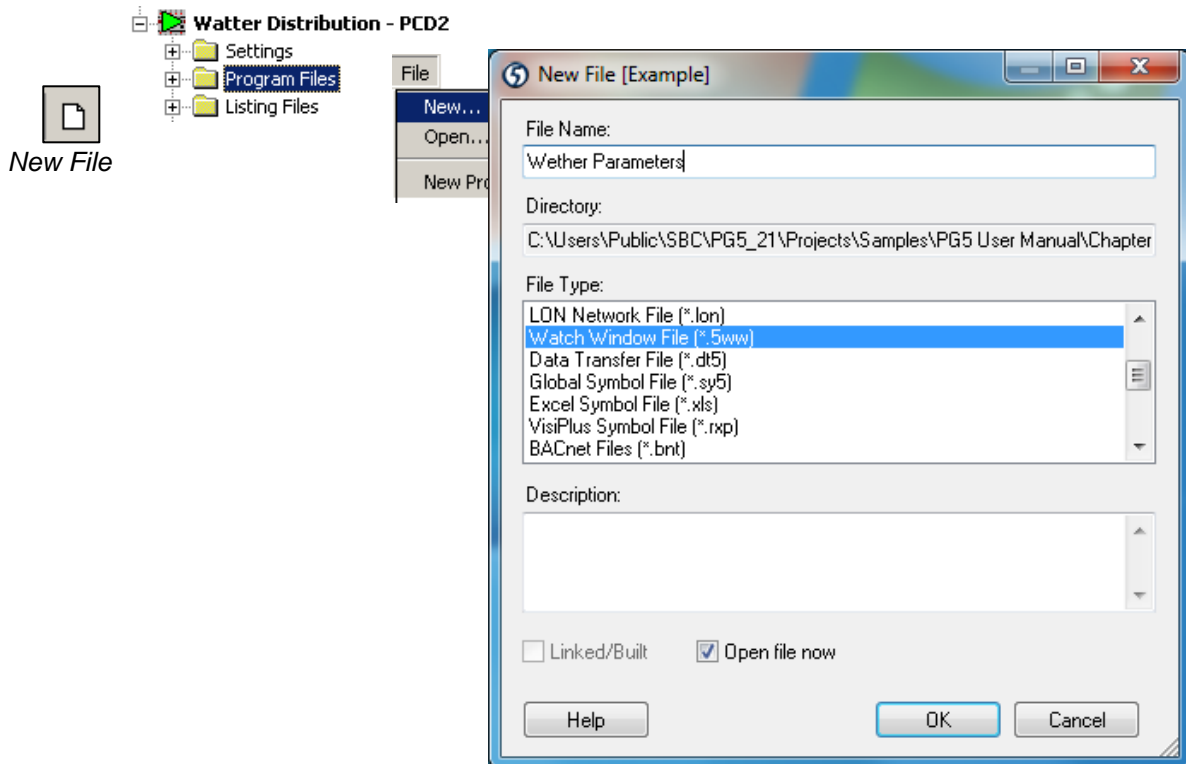 Watter Distribution - PCD2
Settings
Program Files
Listing Files
New File
File
New...
Open...
New Pro
New File [Example]
File Name:
Wether Parameters
Directory:
C:\Users\Public\SBC\PG5_21\Projects\Samples\PG5 User Manual\Chapter
File Type:
LON Network File (*.lon)
Watch Window File (*.5ww)
Data Transfer File (*.dt5)
Global Symbol File (*.sy5)
Excel Symbol File (*.xls)
VisiPlus Symbol File (*.rxp)
BACnet Files (*.bnt)
Description:
Linked/Built
Open file now
Help
OK
Cancel